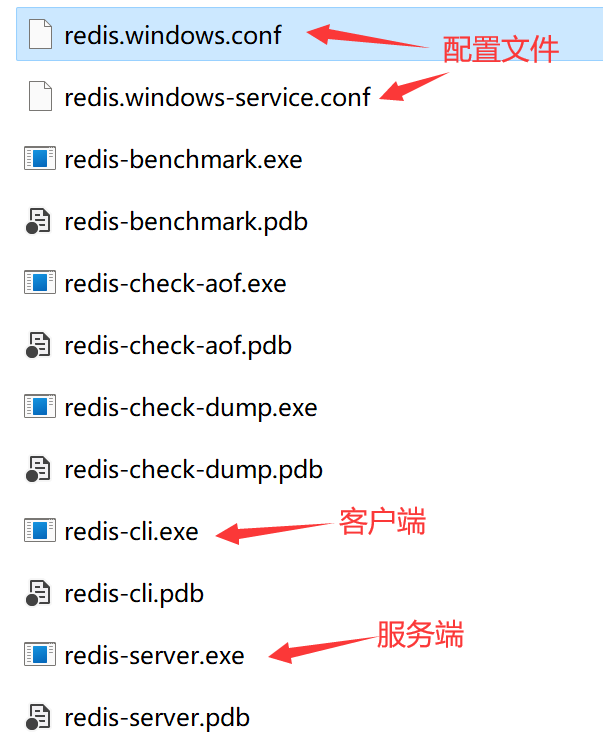 redis.windows.conf
配置文件
redis.windows-service.conf
redis-benchmark.exe
redis-benchmark.pdb
redis-check-aof.exe
redis-check-aof.pdb
redis-check-dump.exe
redis-check-dump.pdb
redis-cli.exe
客户端
redis-cli.pdb
redis-server.exe
服务端
redis-server.pdb